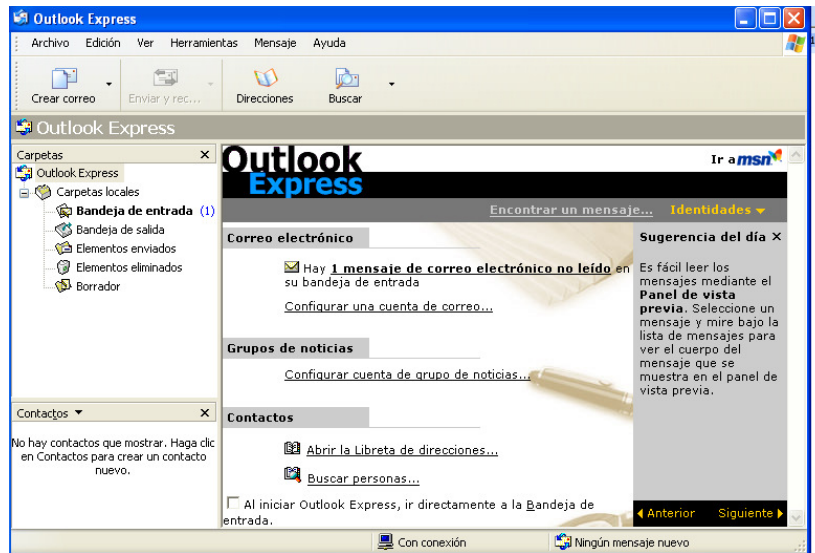 Outlook Express
Archivo Edición Ver Herramientas Mensaje Ayuda
Crear correo Enviar y rec... Direcciones Buscar
Outlook Express
Carpetas
Outlook Express
Carpetas locales
Bandeja de entrada (1)
Bandeja de salida
Elementos enviados
Elementos eliminados
Borrador
Contactos
No hay contactos que mostrar. Haga clic
en Contactos para crear un contacto
nuevo.
Outlook
Express
Ir a msn
Encontrar un mensaje... Identidades
Correo electrónico
Hay 1 mensaje de correo electrónico no leído en
su bandeja de entrada
Configurar una cuenta de correo...
Grupos de noticias
Configurar cuenta de grupo de noticias...
Contactos
Abrir la Libreta de direcciones...
Buscar personas...
Al iniciar Outlook Express, ir directamente a la Bandeja de
entrada.
Sugerencia del día
Es fácil leer los
mensajes mediante el
Panel de vista
previa. Seleccione un
mensaje y mire bajo la
lista de mensajes para
ver el cuerpo del
mensaje que se
muestra en el panel de
vista previa.
Anterior Siguiente
Con conexión
Ningún mensaje nuevo